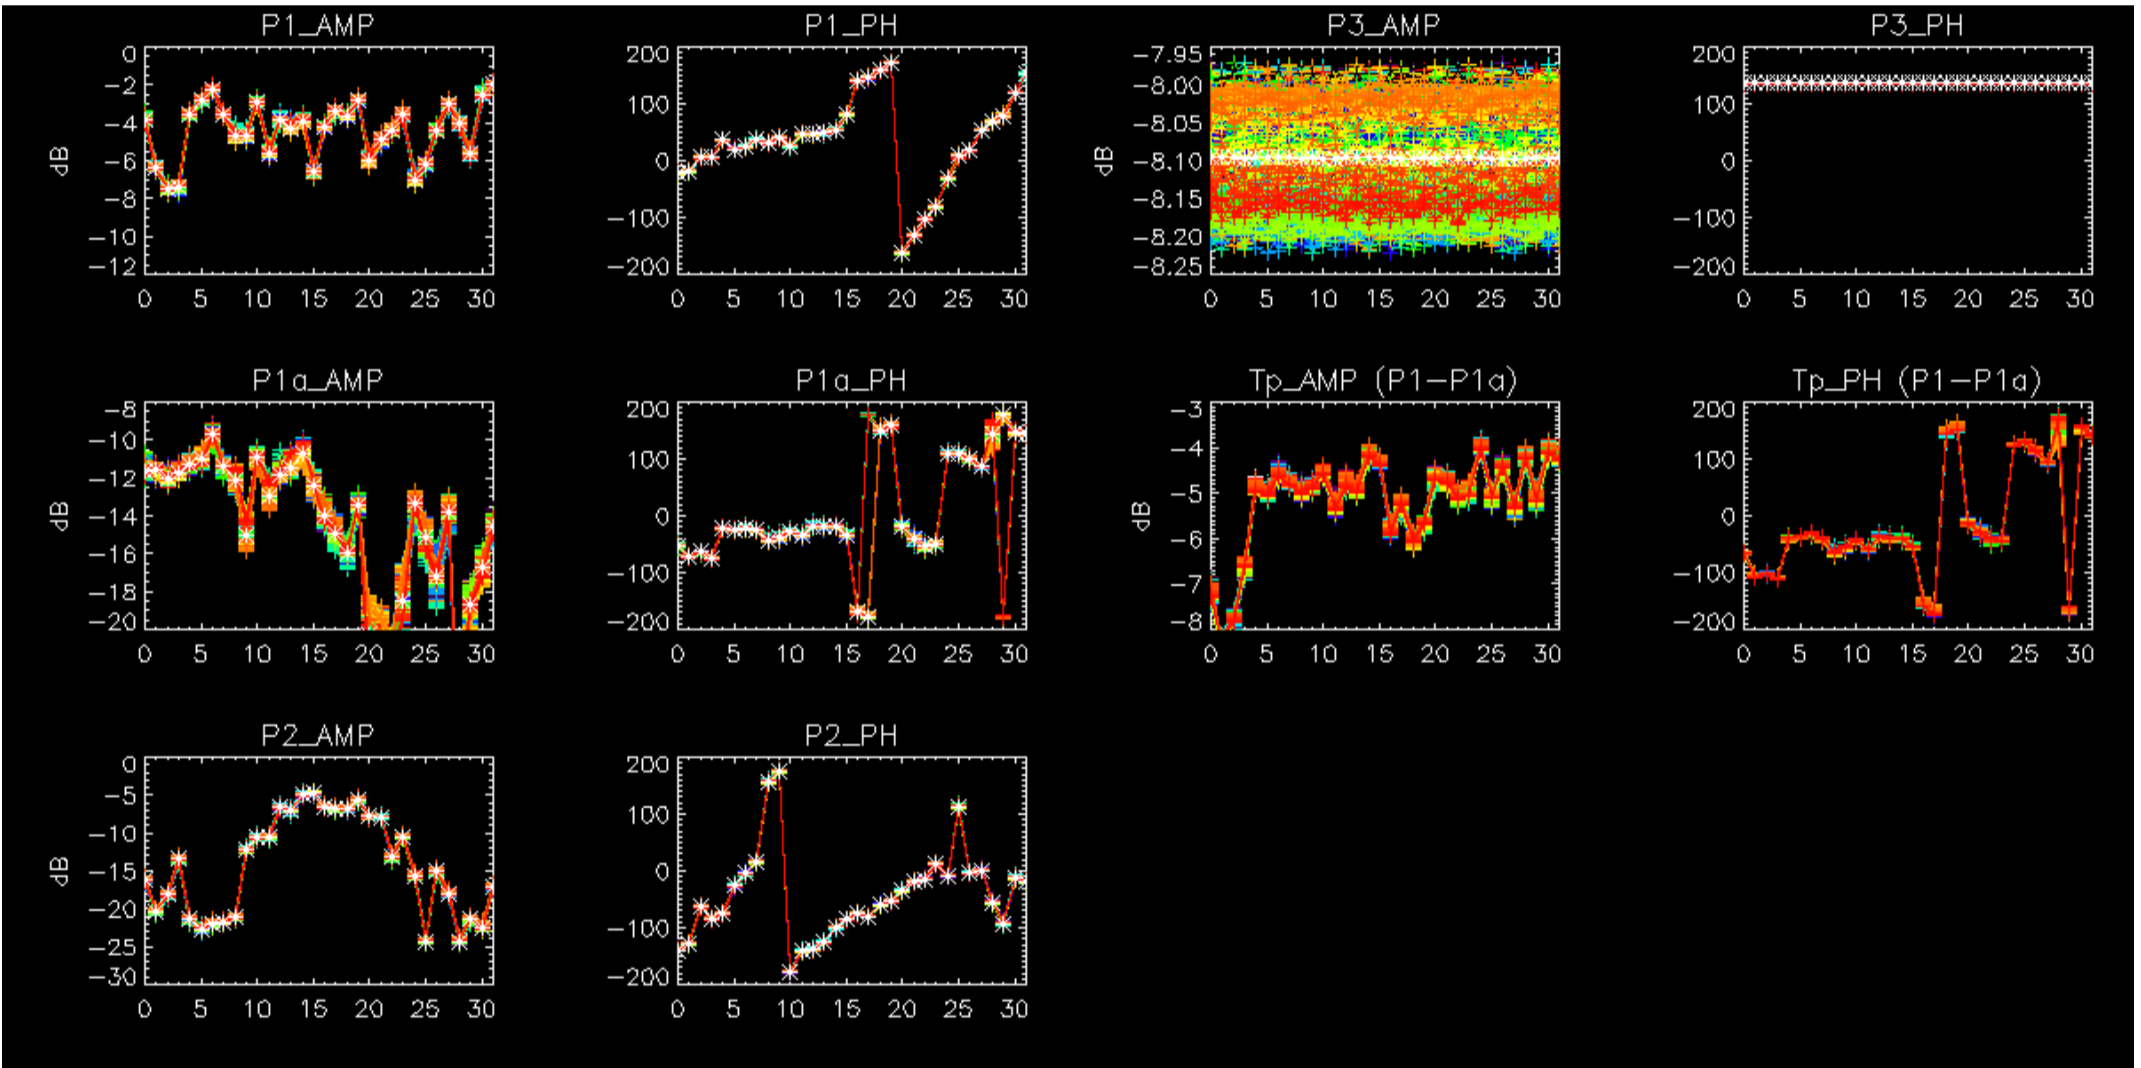 P1_AMP
0
−2
−4
−6
−8
−10
−12
dB
0 5 10 15 20 25 30
P1_PH
200
100
0
−100
−200
0 5 10 15 20 25 30
P3_AMP
−7.95
−8.00
−8.05
−8.10
−8.15
−8.20
−8.25
dB
0 5 10 15 20 25 30
P3_PH
200
100
0
−100
−200
0 5 10 15 20 25 30
P1a_AMP
−8
−10
−12
−14
−16
−18
−20
dB
0 5 10 15 20 25 30
P1a_PH
200
100
0
−100
−200
0 5 10 15 20 25 30
Tp_AMP (P1−P1a)
−3
−4
−5
−6
−7
−8
dB
0 5 10 15 20 25 30
Tp_PH (P1−P1a)
200
100
0
−100
−200
0 5 10 15 20 25 30
P2_AMP
0
−5
−10
−15
−20
−25
−30
dB
0 5 10 15 20 25 30
P2_PH
200
100
0
−100
−200
0 5 10 15 20 25 30